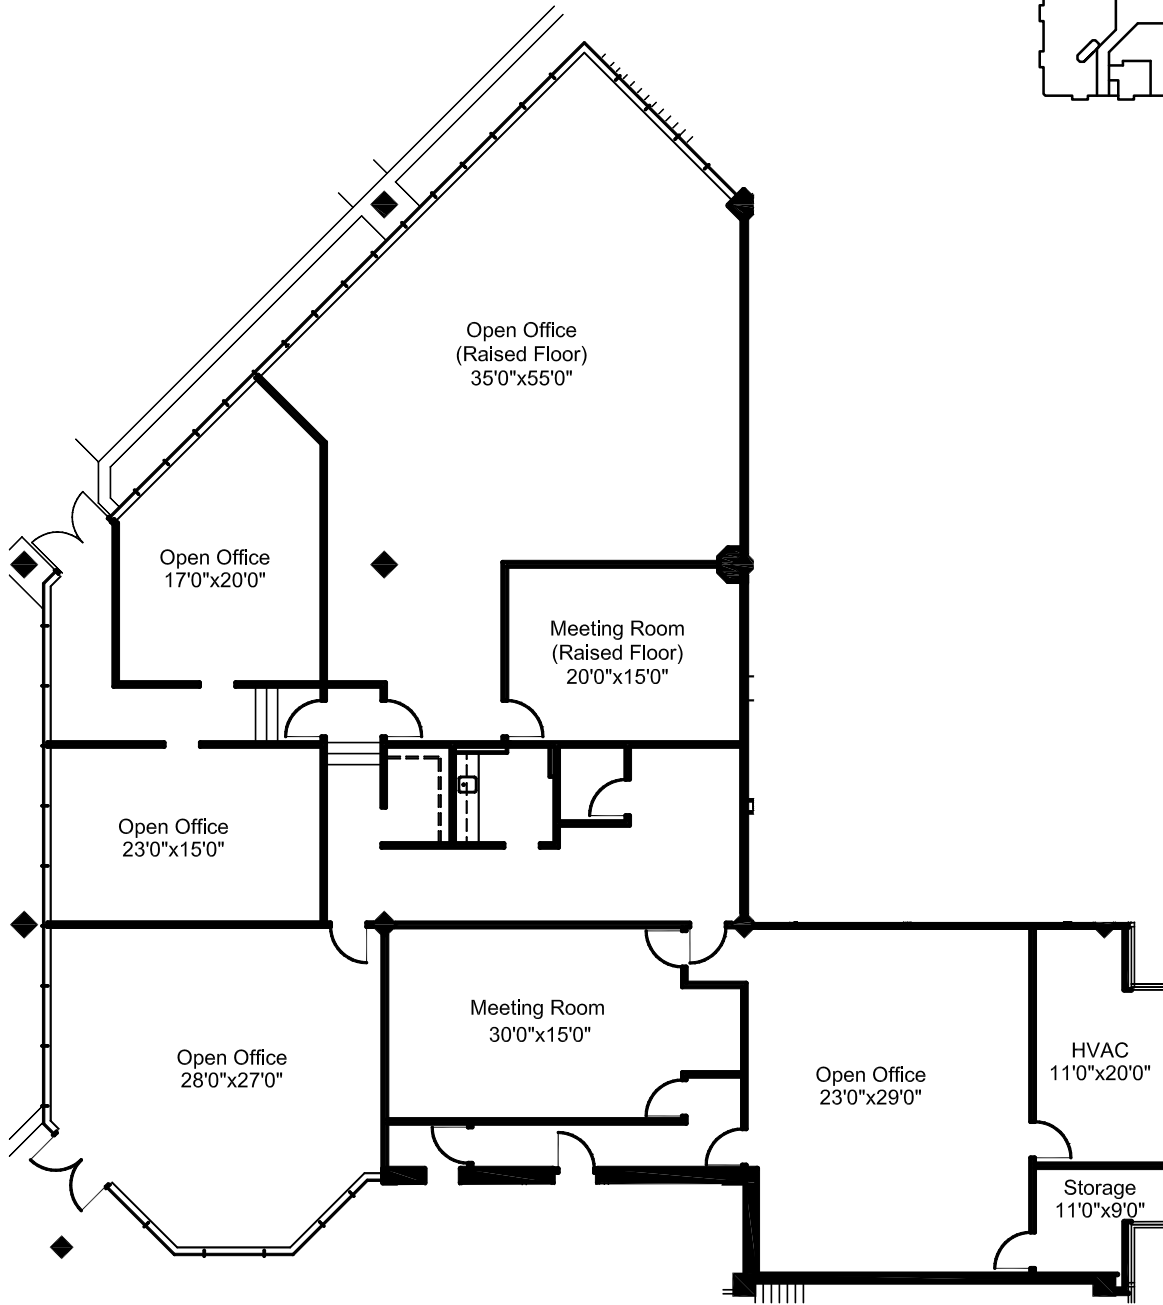 Open Office
(Raised Floor)
35'0"x55'0"
Open Office
17'0"x20'0"
Meeting Room
(Raised Floor)
20'0"x15'0"
Open Office
23'0"x15'0"
Meeting Room
30'0"x15'0"
Open Office
28'0"x27'0"
HVAC
11'0"x20'0"
Open Office
23'0"x29'0"
Storage
11'0"x9'0"